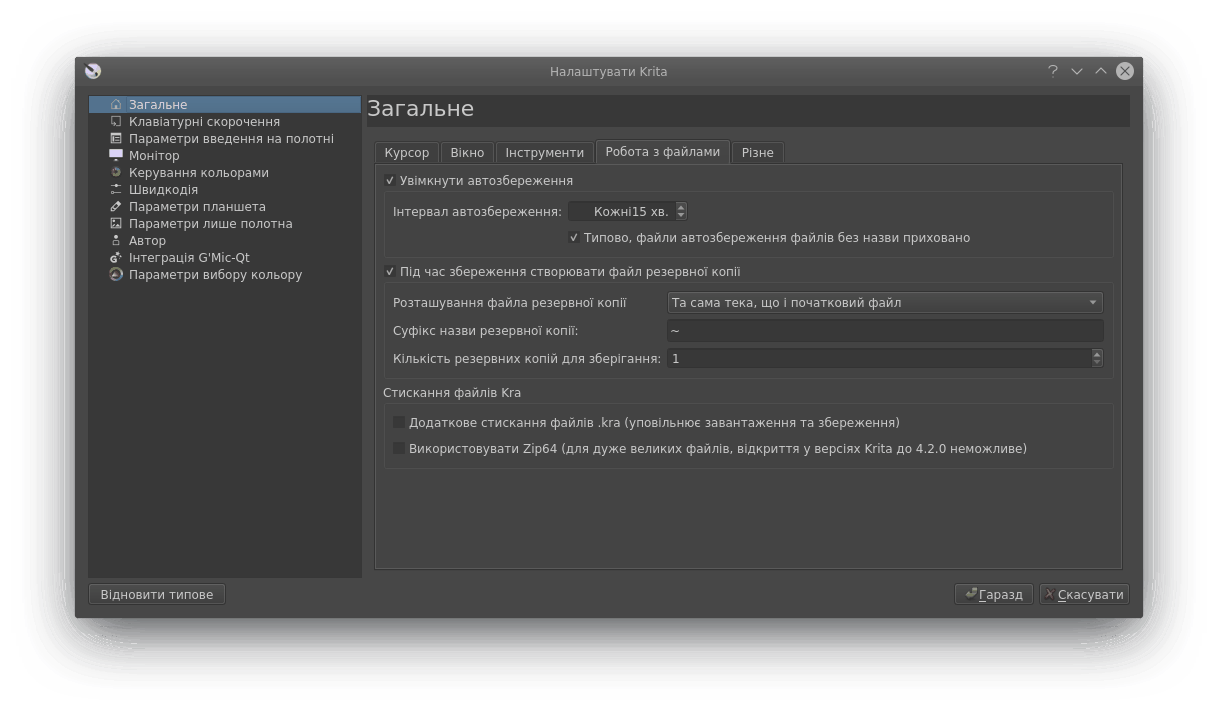 Налаштувати Krita
Загальне
Клавіатурні скорочення
Параметри введення на полотні
Монітор
Керування кольорами
Швидкодія
Параметри планшета
Параметри лише полотна
Автор
Інтеграція G'Mic-Qt
Параметри вибору кольору
Загальне
Курсор Вікно Інструменти Робота з файлами Різне
Увімкнути автозбереження
Інтервал автозбереження: Кожні15 хв.
Типово, файли автозбереження файлів без назви приховано
Під час збереження створювати файл резервної копії
Розташування файла резервної копії Та сама тека, що і початковий файл
Суфікс назви резервної копії: ~
Кількість резервних копій для зберігання: 1
Стискання файлів Kra
Додаткове стискання файлів .kra (уповільнює завантаження та збереження)
Використовувати Zip64 (для дуже великих файлів, відкриття у версіях Krita до 4.2.0 неможливе)
Відновити типове Гаразд Скасувати